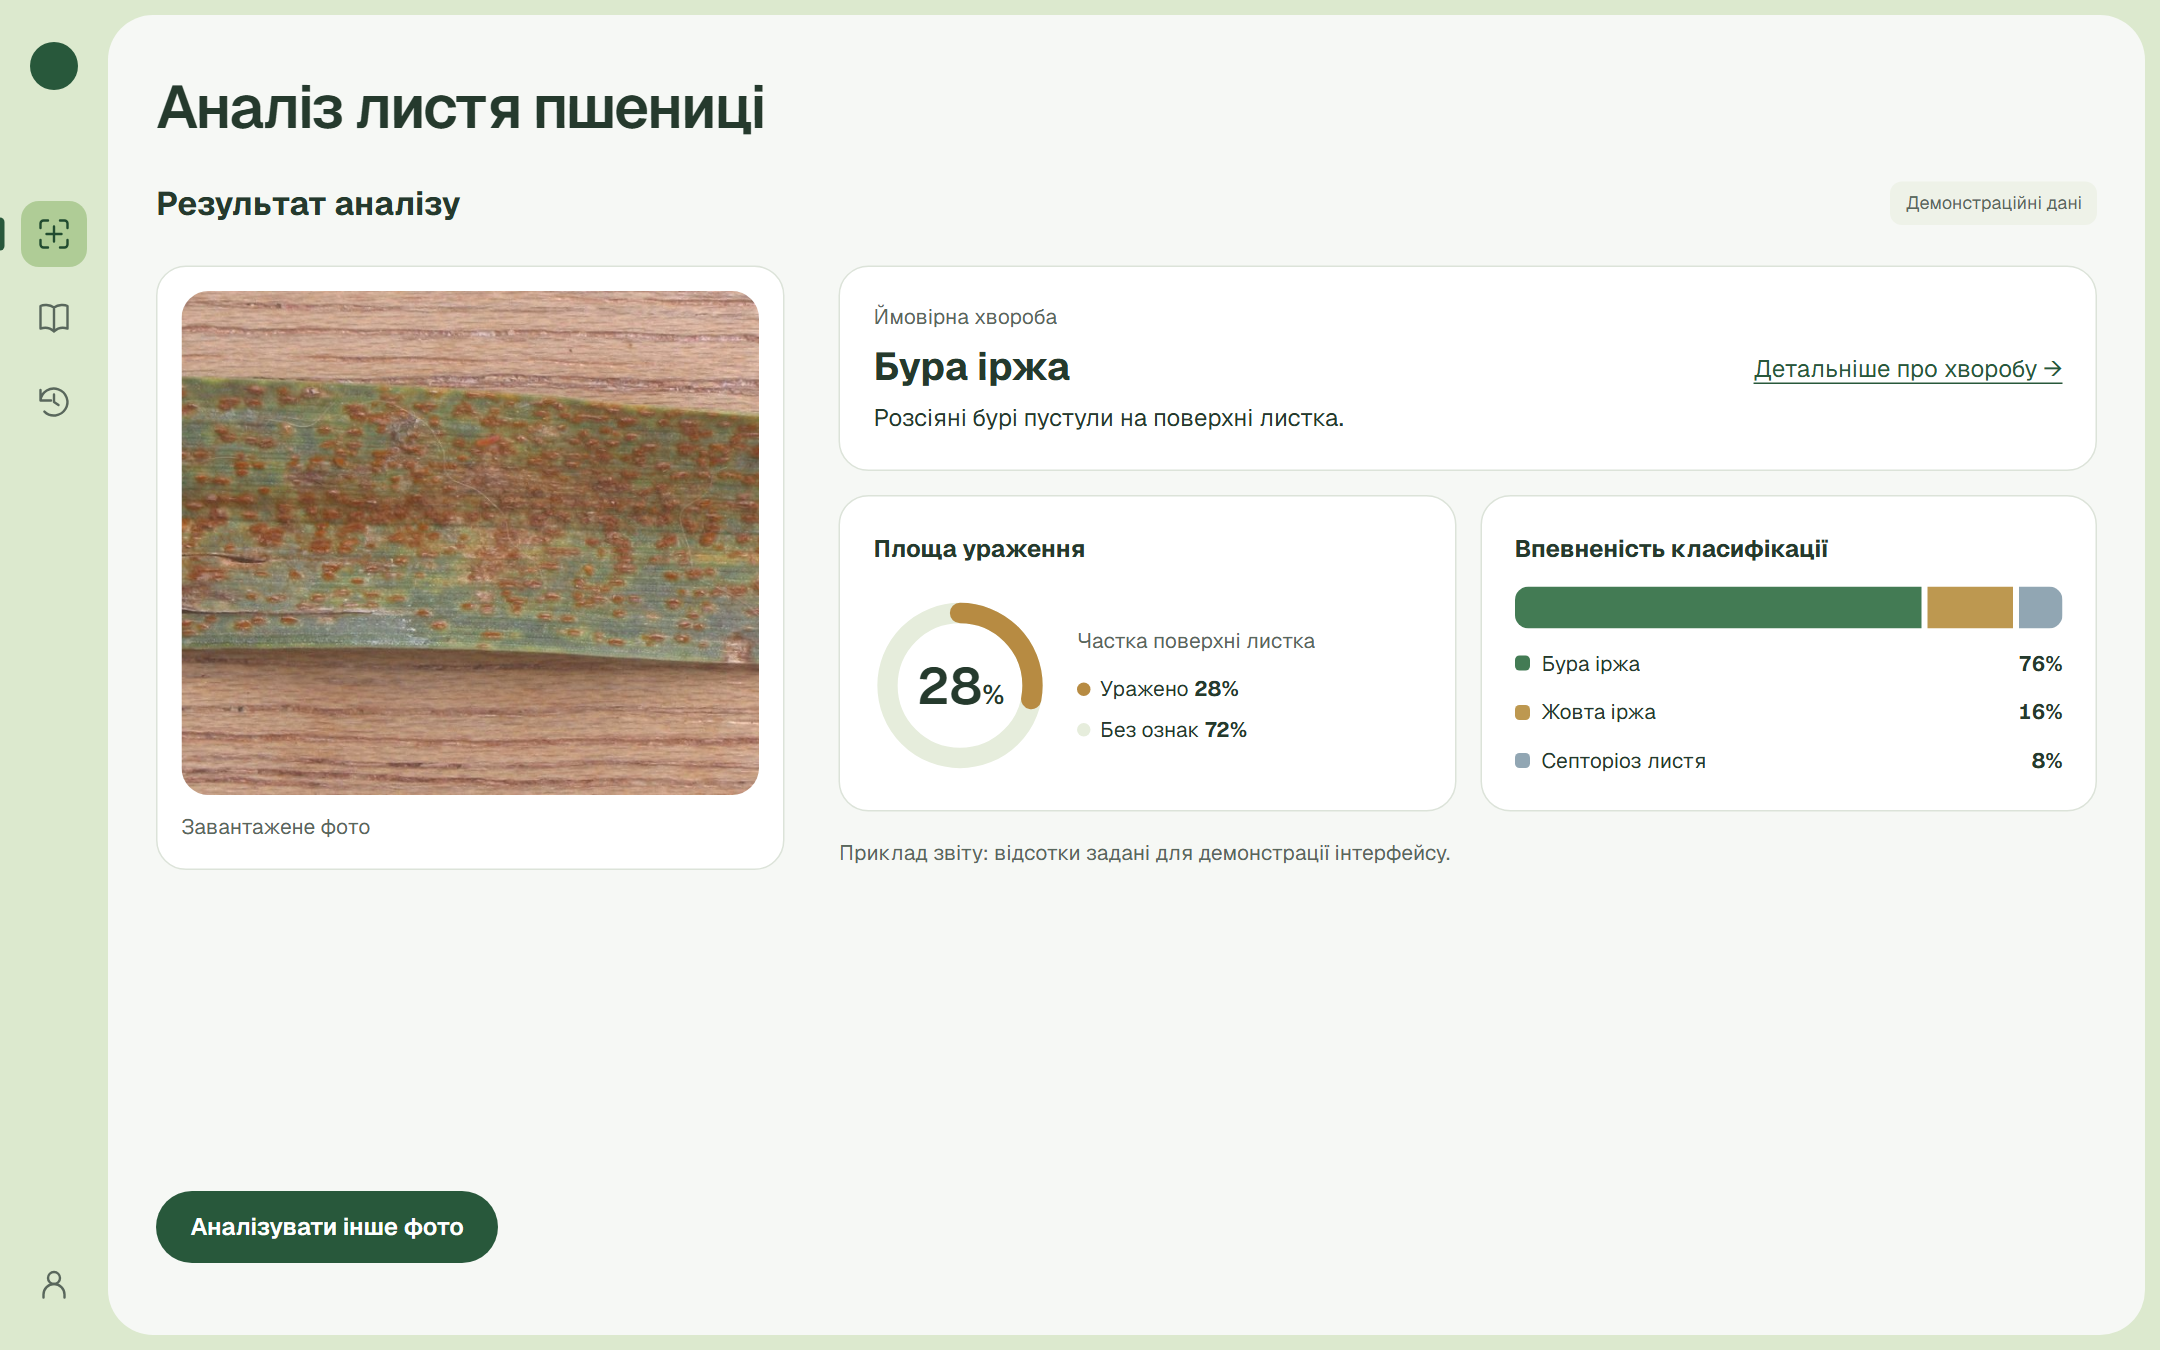 Аналіз листя пшениці
Результат аналізу
Демонстраційні дані
Завантажене фото
Ймовірна хвороба
Бура іржа
Розсіяні бурі пустули на поверхні листка.
Детальніше про хворобу →
Площа ураження
28%
Частка поверхні листка
Уражено 28%
Без ознак 72%
Впевненість класифікації
Бура іржа 76%
Жовта іржа 16%
Септоріоз листя 8%
Приклад звіту: відсотки задані для демонстрації інтерфейсу.
Аналізувати інше фото